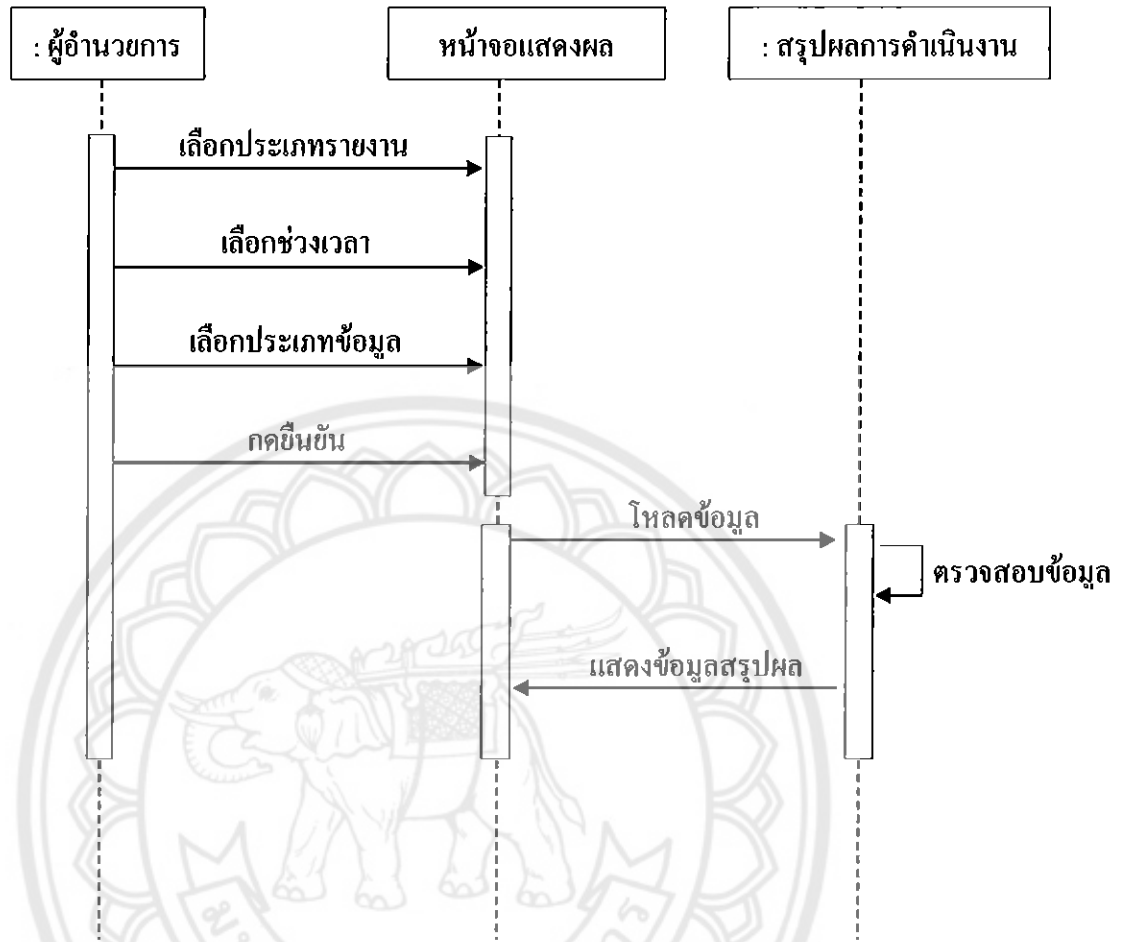 : ผู้อำนวยการ
หน้าจอแสดงผล
: สรุปผลการดำเนินงาน
เลือกประเภทรายงาน
เลือกช่วงเวลา
เลือกประเภทข้อมูล
กดยืนยัน
โหลดข้อมูล
ตรวจสอบข้อมูล
แสดงข้อมูลสรุปผล